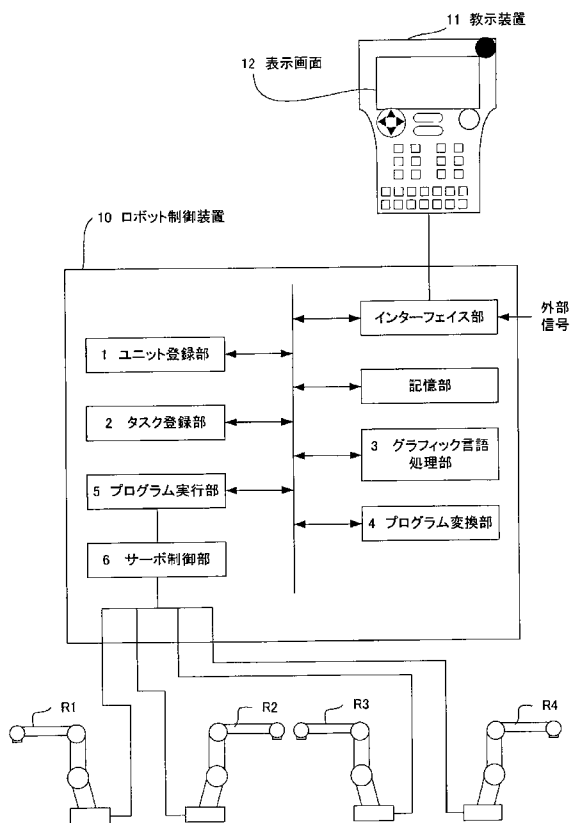 11 教示装置
12 表示画面
10 ロボット制御装置
インターフェイス部
外部
信号
1 ユニット登録部
記憶部
2 タスク登録部
3 グラフィック言語
処理部
5 プログラム実行部
4 プログラム変換部
6 サーボ制御部
R1
R2
R3
R4